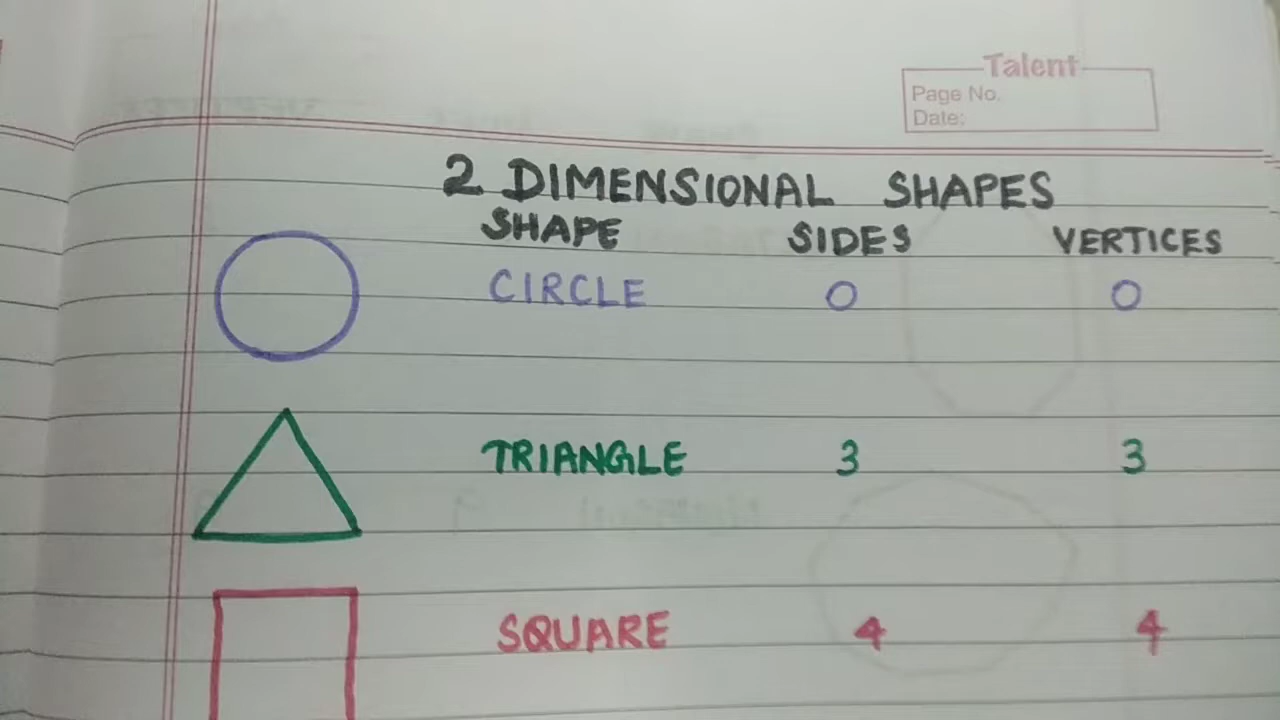 Talent
Page No.
Date:
2 DIMENSIONAL SHAPES
SHAPE SIDES VERTICES
CIRCLE 0 0
TRIANGLE 3 3
SQUARE 4 4